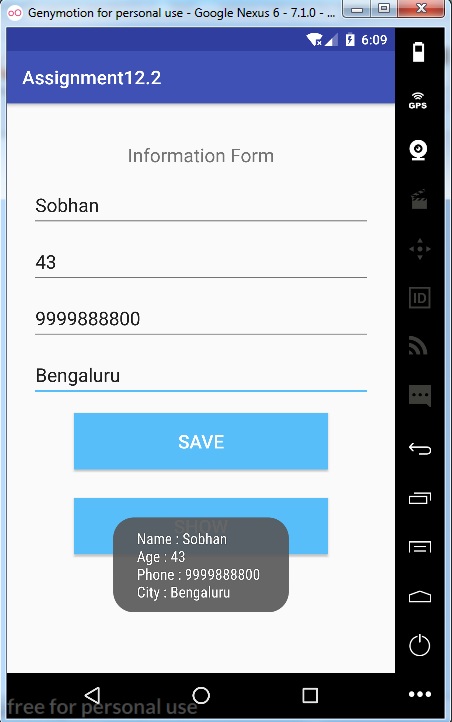 Genymotion for personal use - Google Nexus 6 - 7.1.0 - ...
6:09
Assignment12.2
GPS
Information Form
Sobhan
43
ID
9999888800
Bengaluru
SAVE
SHOW
Name : Sobhan
Age : 43
Phone : 9999888800
City : Bengaluru
free for personal use